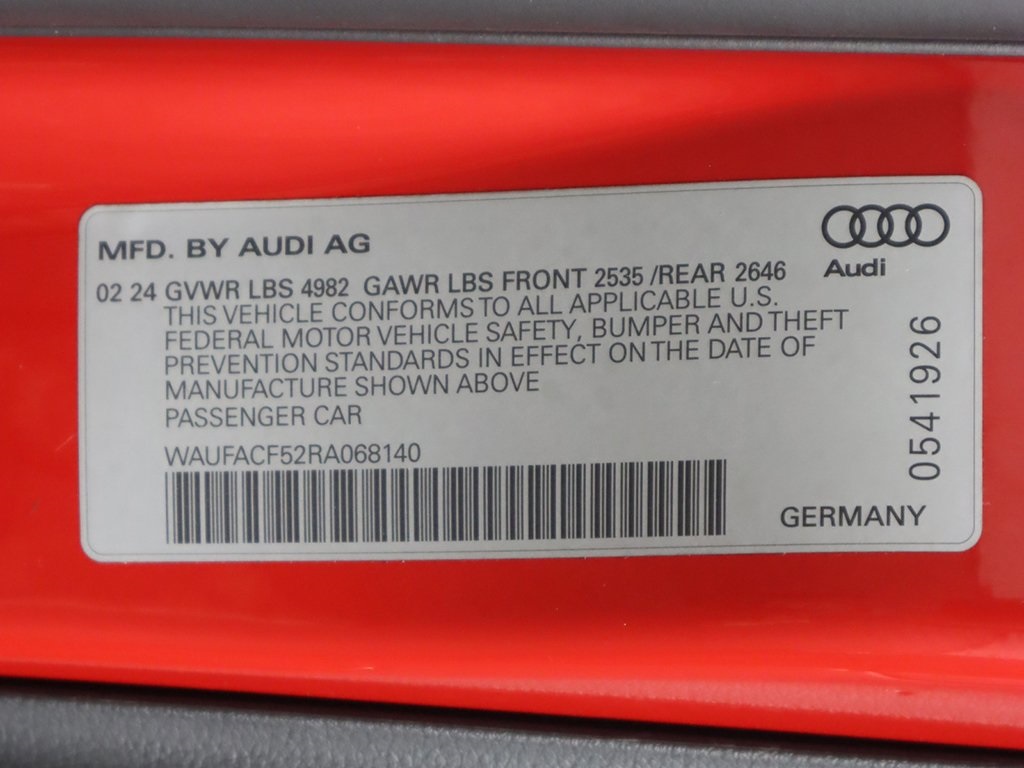 MFD. BY AUDI AG
Audi
02 24 GVWR LBS 4982 GAWR LBS FRONT 2535 /REAR 2646
THIS VEHICLE CONFORMS TO ALL APPLICABLE U.S.
FEDERAL MOTOR VEHICLE SAFETY, BUMPER AND THEFT
PREVENTION STANDARDS IN EFFECT ON THE DATE OF
MANUFACTURE SHOWN ABOVE
PASSENGER CAR
WAUFACF52RA068140
05419926
GERMANY